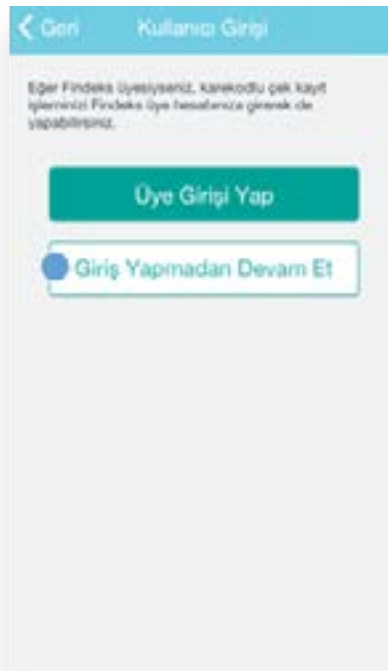 Geri Kullanıcı Girişi
Eğer Findeks üyesiyseniz, karekodlu çek kayıt
işleminizi Findeks üye hesabınıza girerek de
yapabilirsiniz.
Üye Girişi Yap
Giriş Yapmadan Devam Et